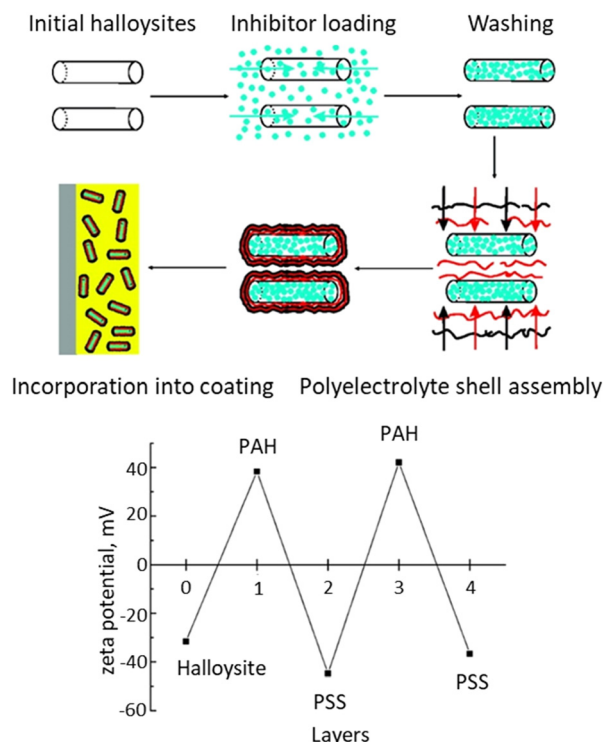 Initial halloysites
Inhibitor loading
Washing
Incorporation into coating
Polyelectrolyte shell assembly
zeta potential, mV
40
20
0
-20
-40
-60
0
1
2
3
4
Halloysite
PAH
PSS
PAH
PSS
Layers